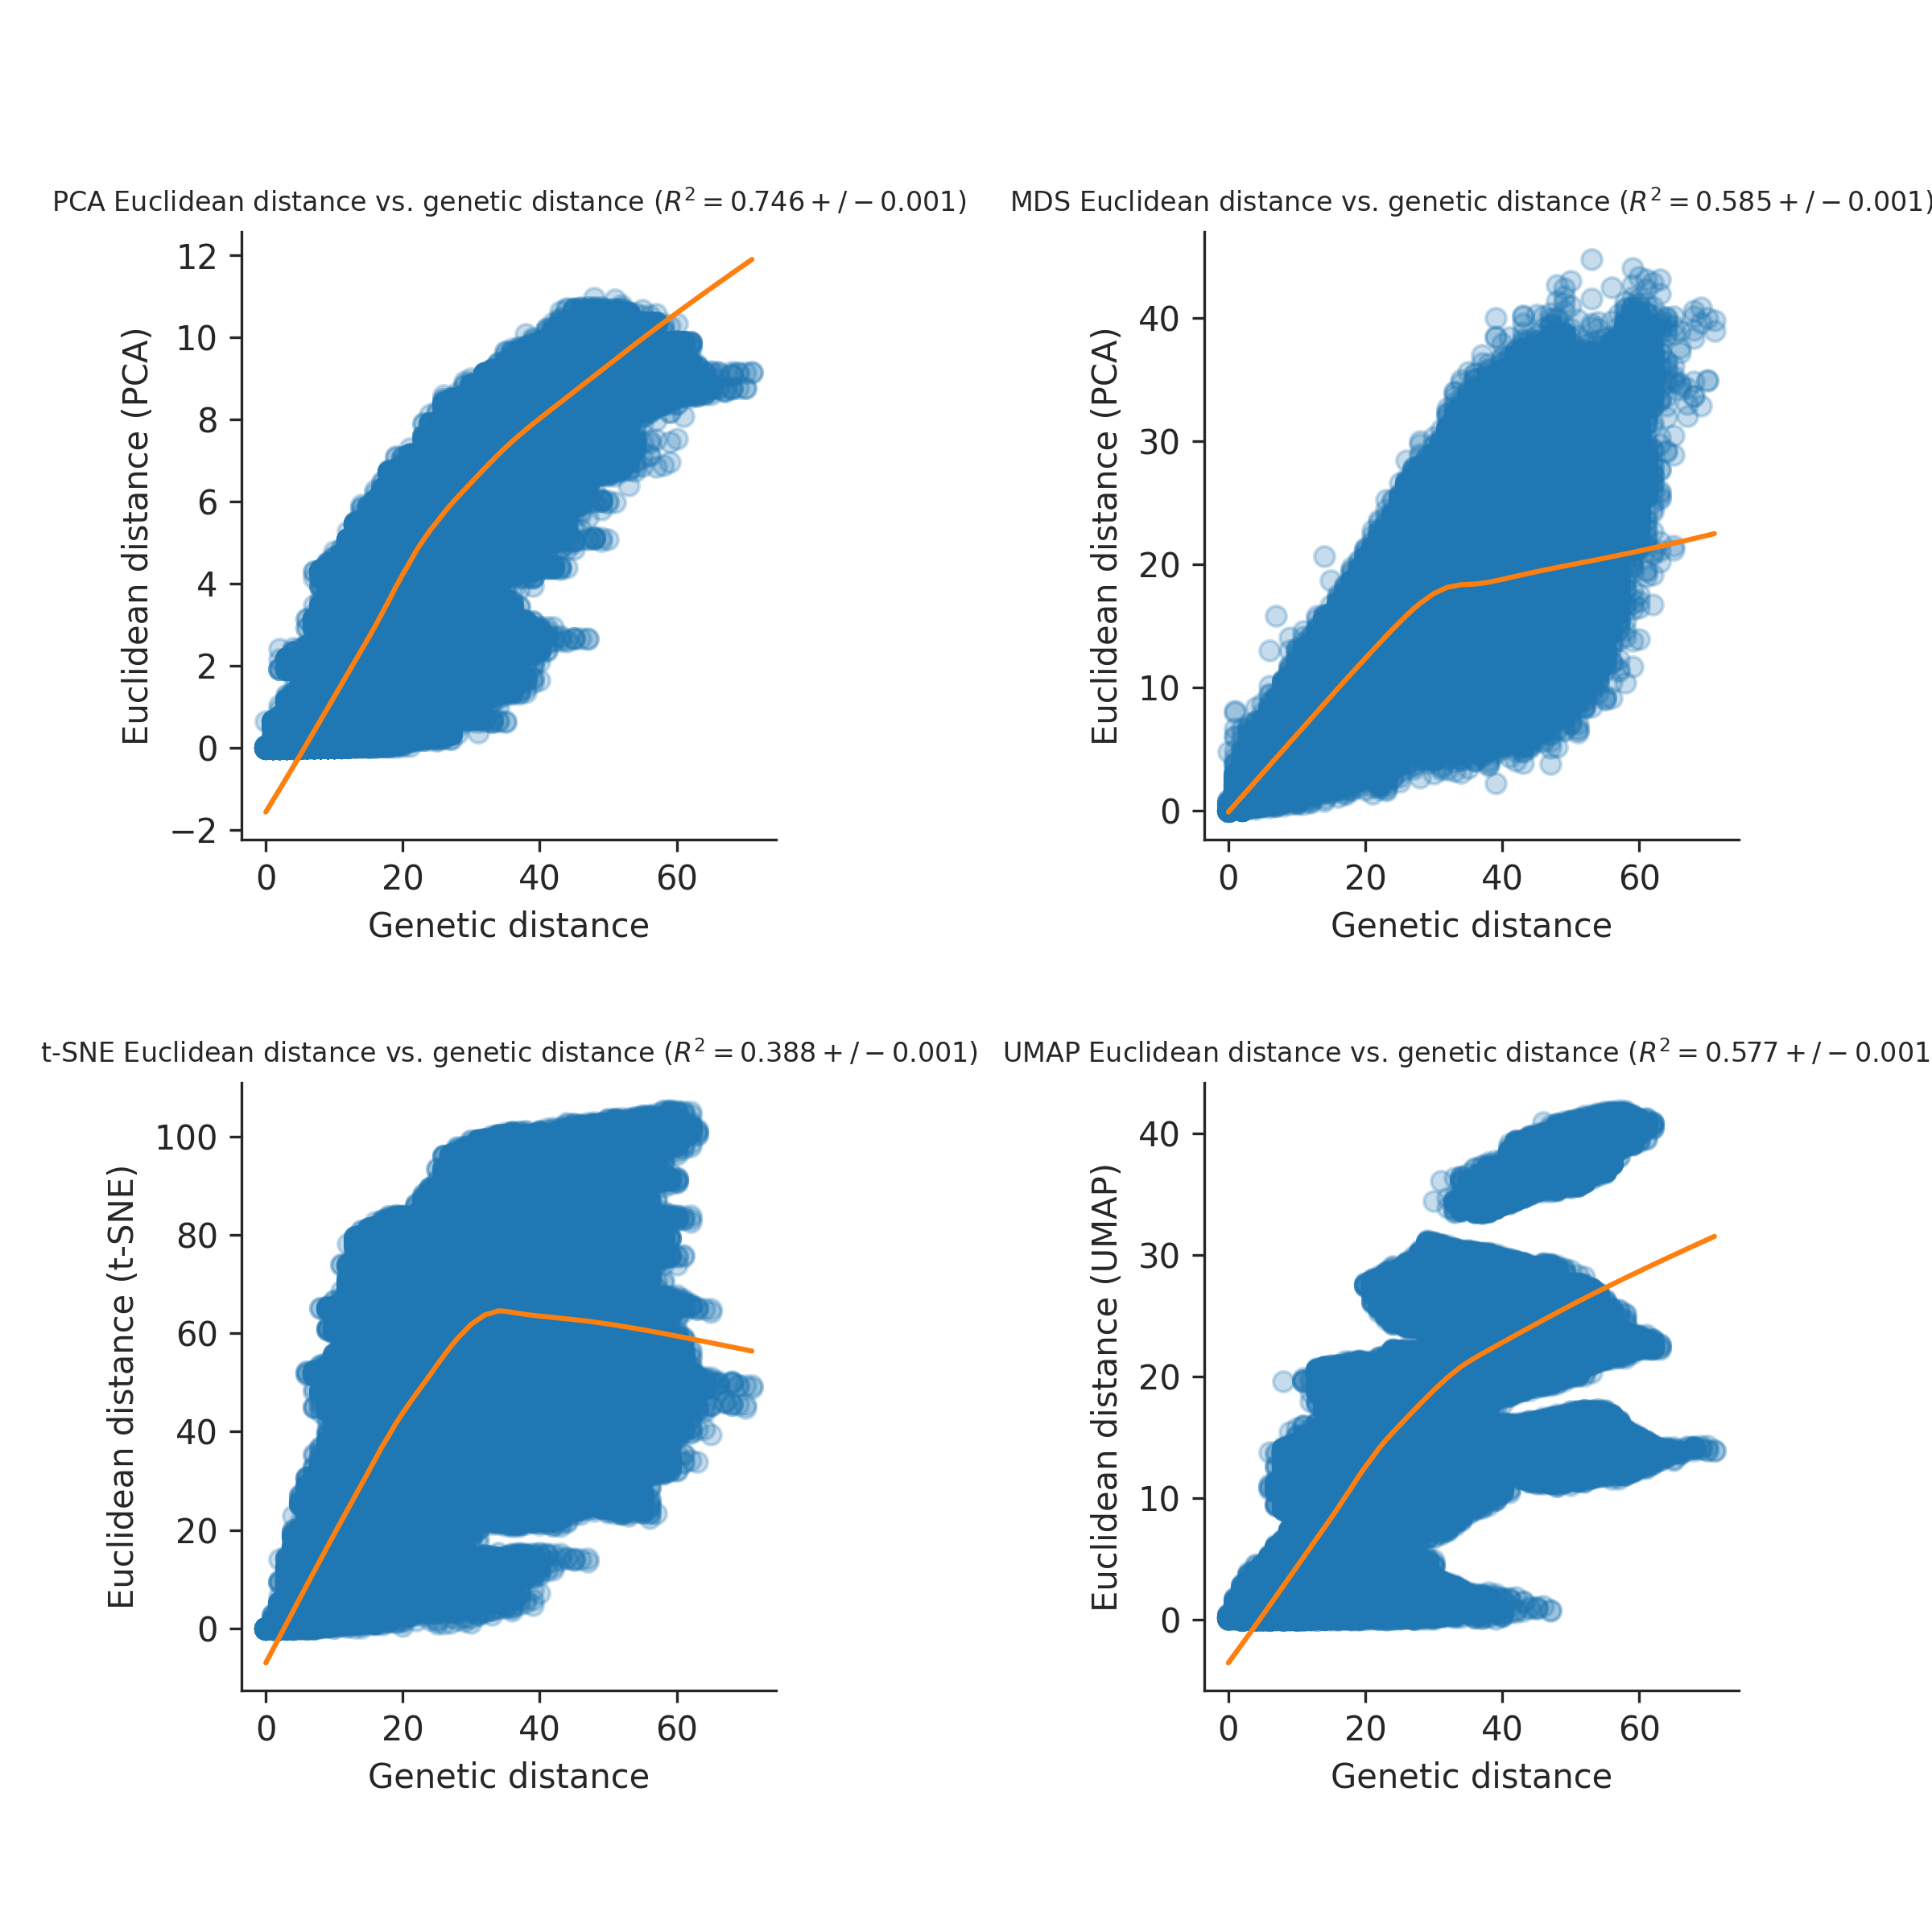 PCA Euclidean distance vs. genetic distance (R² = 0.746 + / − 0.001)
Euclidean distance (PCA)
12
10
8
6
4
2
0
−2
0 20 40 60
Genetic distance
MDS Euclidean distance vs. genetic distance (R² = 0.585 + / − 0.001)
Euclidean distance (PCA)
40
30
20
10
0
0 20 40 60
Genetic distance
t-SNE Euclidean distance vs. genetic distance (R² = 0.388 + / − 0.001)
Euclidean distance (t-SNE)
100
80
60
40
20
0
0 20 40 60
Genetic distance
UMAP Euclidean distance vs. genetic distance (R² = 0.577 + / − 0.001
Euclidean distance (UMAP)
40
30
20
10
0
0 20 40 60
Genetic distance